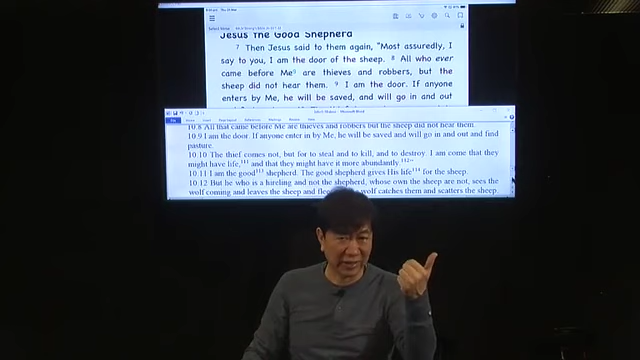 Jesus the Good Shepherd
7 Then Jesus said to them again, "Most assuredly, I
say to you, I am the door of the sheep. 8 All who ever
came before Me are thieves and robbers, but the
sheep did not hear them. 9 I am the door. If anyone
enters by Me, he will be saved, and will go in and out
10.8 All that came before Me are thieves and robbers but the sheep did not hear them.
10.9 I am the door. If anyone enter in by Me, he will be saved and will go in and out and find
pasture.
10.10 The thief comes not, but for to steal and to kill, and to destroy. I am come that they
might have life, and that they might have it more abundantly.
10.11 I am the good shepherd. The good shepherd gives His life for the sheep.
10.12 But he who is a hireling and not the shepherd, whose own the sheep are not, sees the
wolf coming and leaves the sheep and wolf catches them and scatters the sheep.